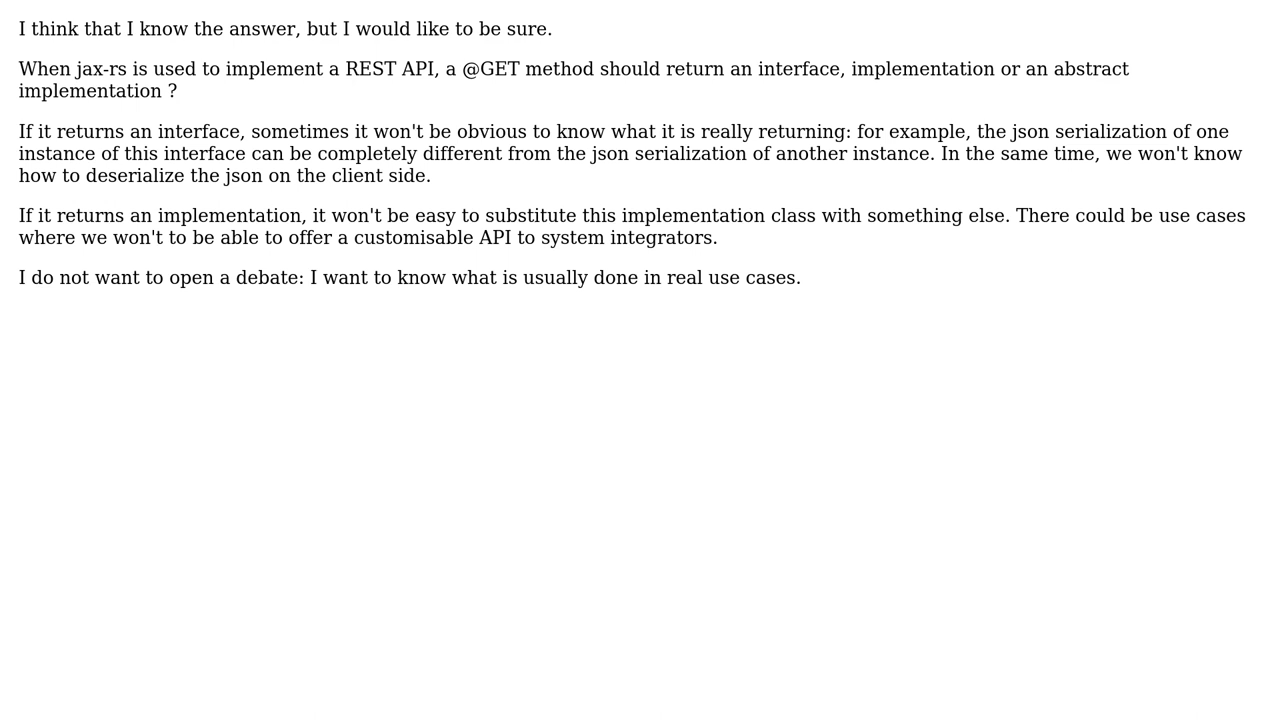 I think that I know the answer, but I would like to be sure.
When jax-rs is used to implement a REST API, a @GET method should return an interface, implementation or an abstract
implementation ?
If it returns an interface, sometimes it won't be obvious to know what it is really returning: for example, the json serialization of one
instance of this interface can be completely different from the json serialization of another instance. In the same time, we won't know
how to deserialize the json on the client side.
If it returns an implementation, it won't be easy to substitute this implementation class with something else. There could be use cases
where we won't to be able to offer a customisable API to system integrators.
I do not want to open a debate: I want to know what is usually done in real use cases.